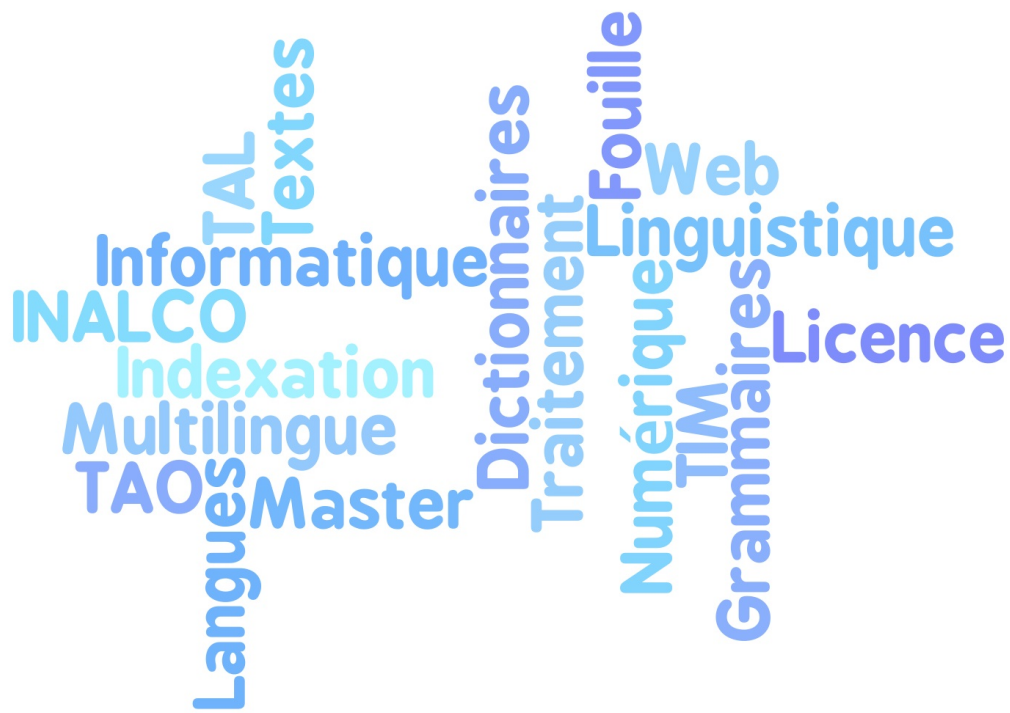 Fouille
Textes
Dictionnaires
TAL
Web
Traitement
Linguistique
Informatique
Numérique
Grammaires
INALCO
Licence
Indexation
TIM
Multilingue
TAO
Langues
Master